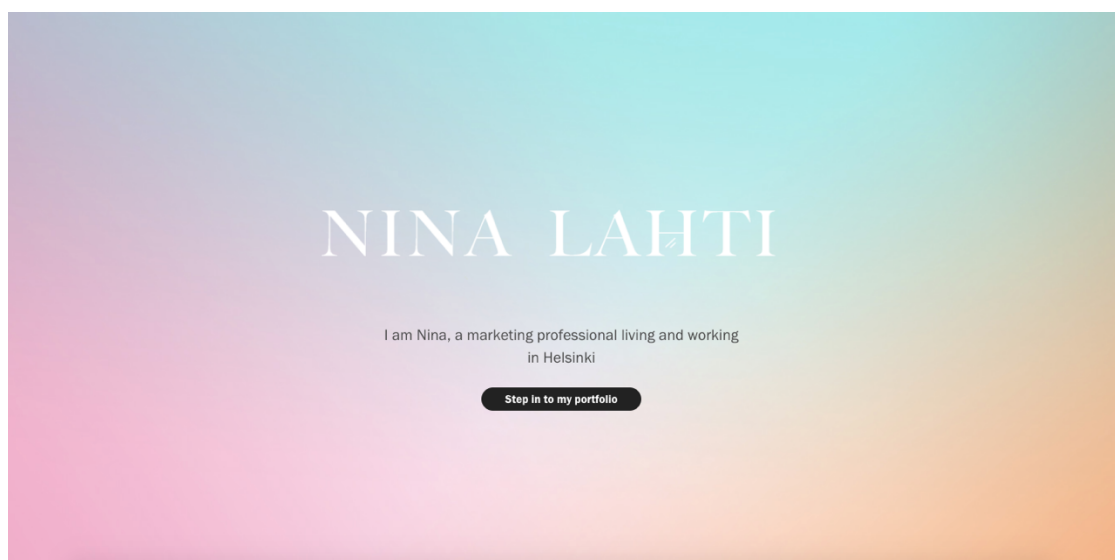 NINA LAHTI
I am Nina, a marketing professional living and working
in Helsinki
Step in to my portfolio